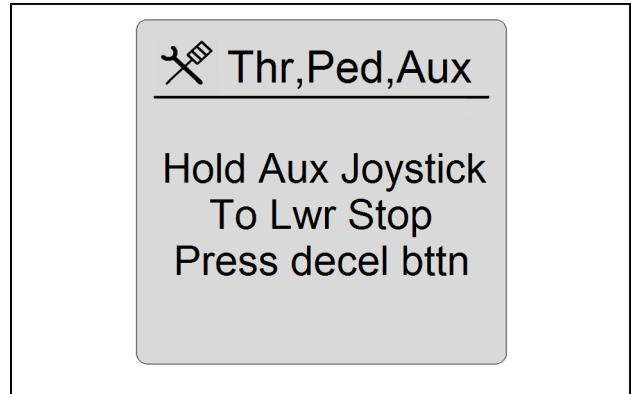 Thr,Ped,Aux
Hold Aux Joystick
To Lwr Stop
Press decel bttn